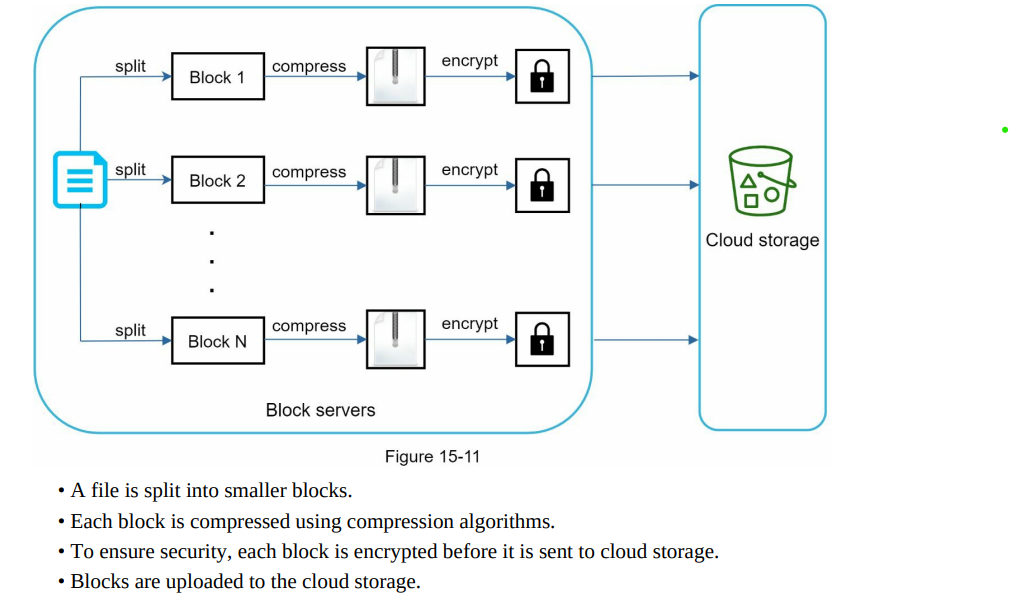 split
Block 1
compress
encrypt
split
Block 2
compress
encrypt
.
.
.
split
Block N
compress
encrypt
Cloud storage
Block servers
Figure 15-11
• A file is split into smaller blocks.
• Each block is compressed using compression algorithms.
• To ensure security, each block is encrypted before it is sent to cloud storage.
• Blocks are uploaded to the cloud storage.